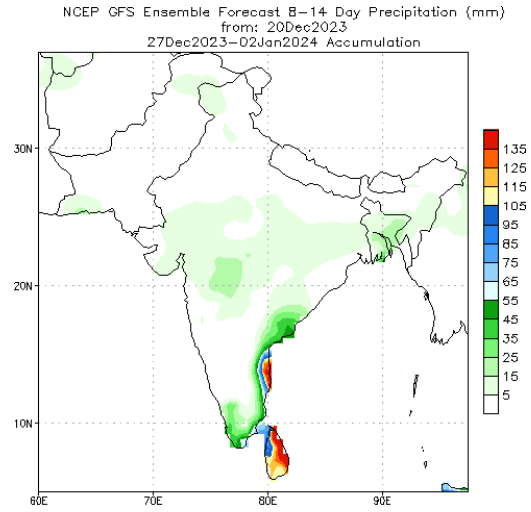 NCEP GFS Ensemble Forecast 8-14 Day Precipitation (mm)
from: 20Dec2023
27Dec2023-02Jan2024 Accumulation
30N
20N
10N
60E
70E
80E
90E
135
125
115
105
95
85
75
65
55
45
35
25
15
5